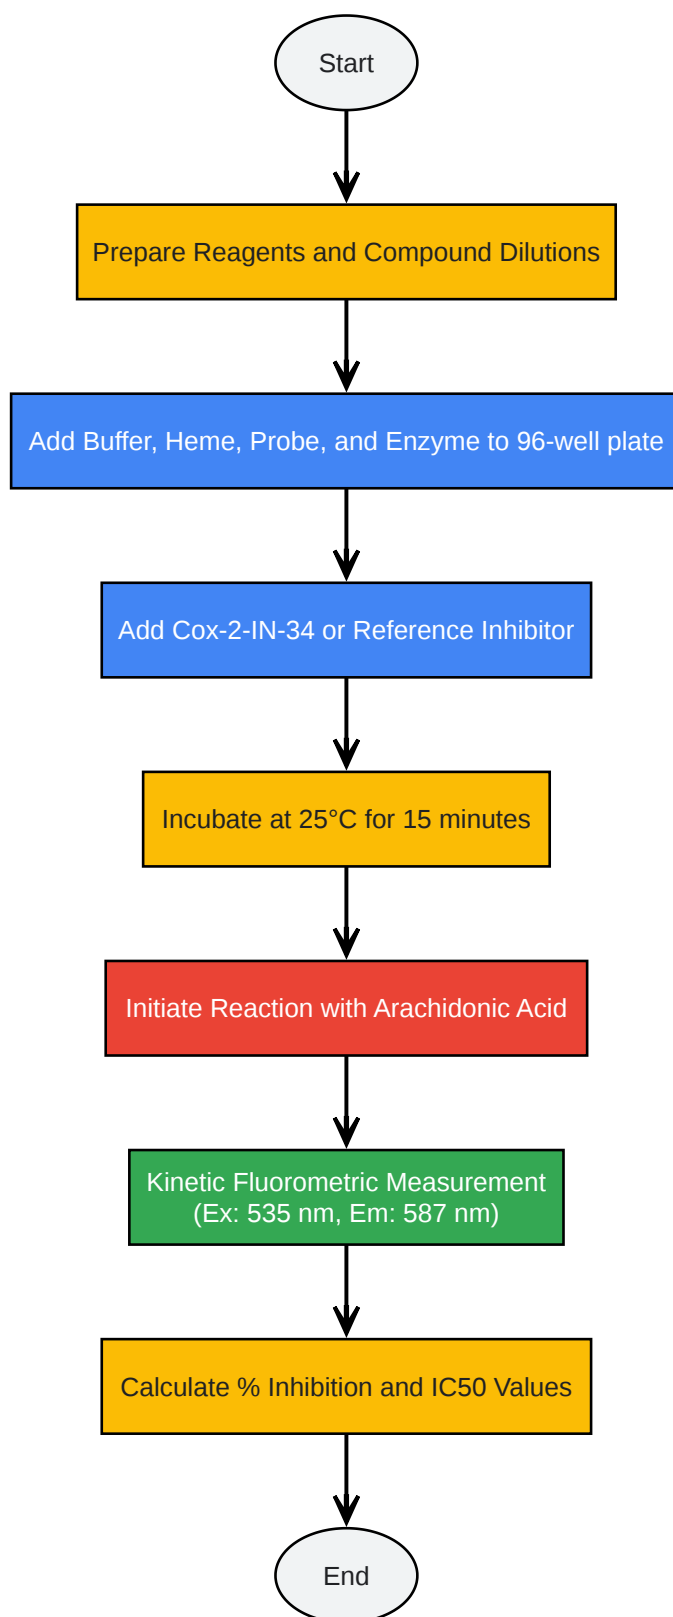 Start
Prepare Reagents and Compound Dilutions
Add Buffer, Heme, Probe, and Enzyme to 96-well plate
Add Cox-2-IN-34 or Reference Inhibitor
Incubate at 25°C for 15 minutes
Initiate Reaction with Arachidonic Acid
Kinetic Fluorometric Measurement
(Ex: 535 nm, Em: 587 nm)
Calculate % Inhibition and IC50 Values
End